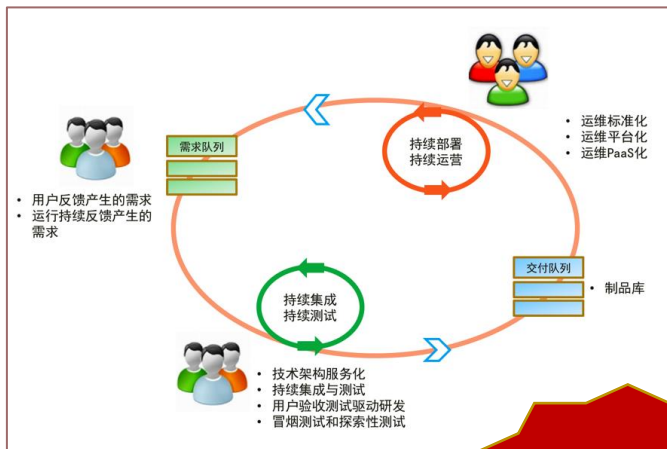 需求队列
• 用户反馈产生的需求
• 运行持续反馈产生的
需求
持续部署
持续运营
• 运维标准化
• 运维平台化
• 运维PaaS化
交付队列
• 制品库
持续集成
持续测试
• 技术架构服务化
• 持续集成与测试
• 用户验收测试驱动研发
• 冒烟测试和探索性测试